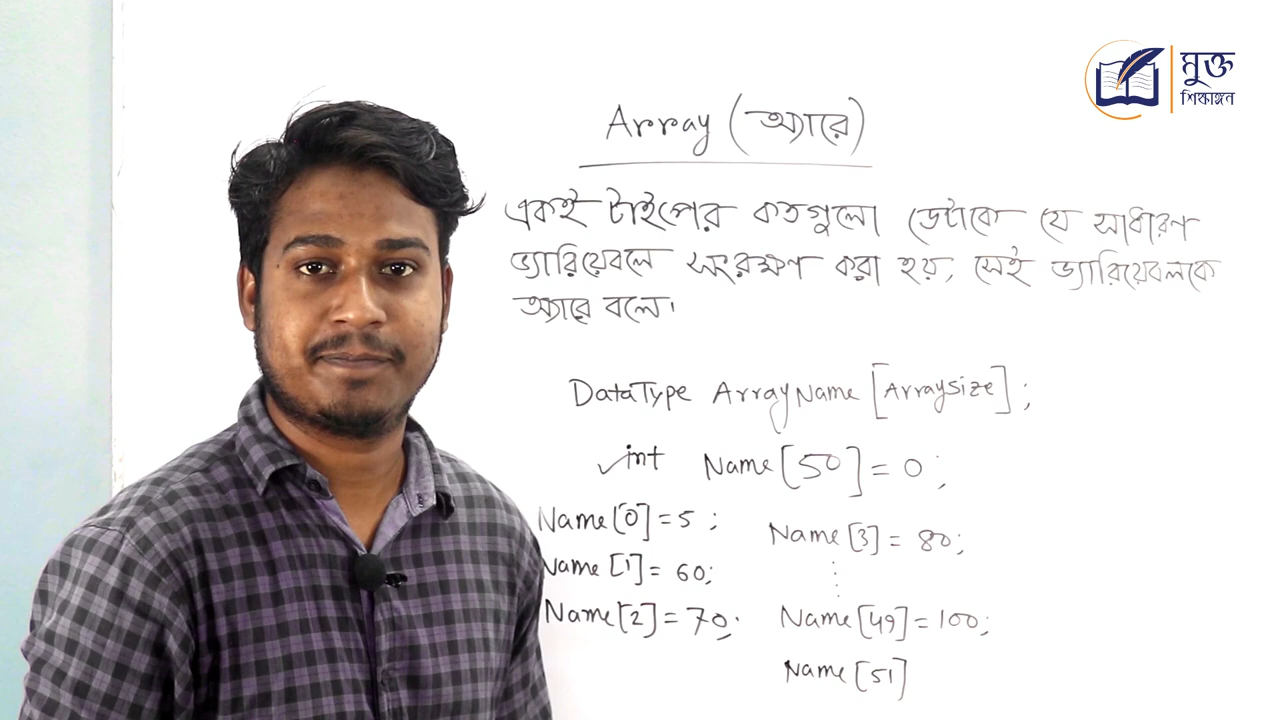 মুক্ত
শিক্ষাঙ্গন
Array (অ্যারে)
একই টাইপের কতগুলো ডেটাকে যে সাধারণ
ভ্যারিয়েবলে সংরক্ষণ করা হয়, সেই ভ্যারিয়েবলকে
অ্যারে বলে।
DataType ArrayName [Arraysize];
✓int Name [50] = 0;
Name [0] = 5;
Name [1] = 60;
Name [2] = 70;
Name [3] = 80;
⋮
Name [49] = 100;
Name [51]